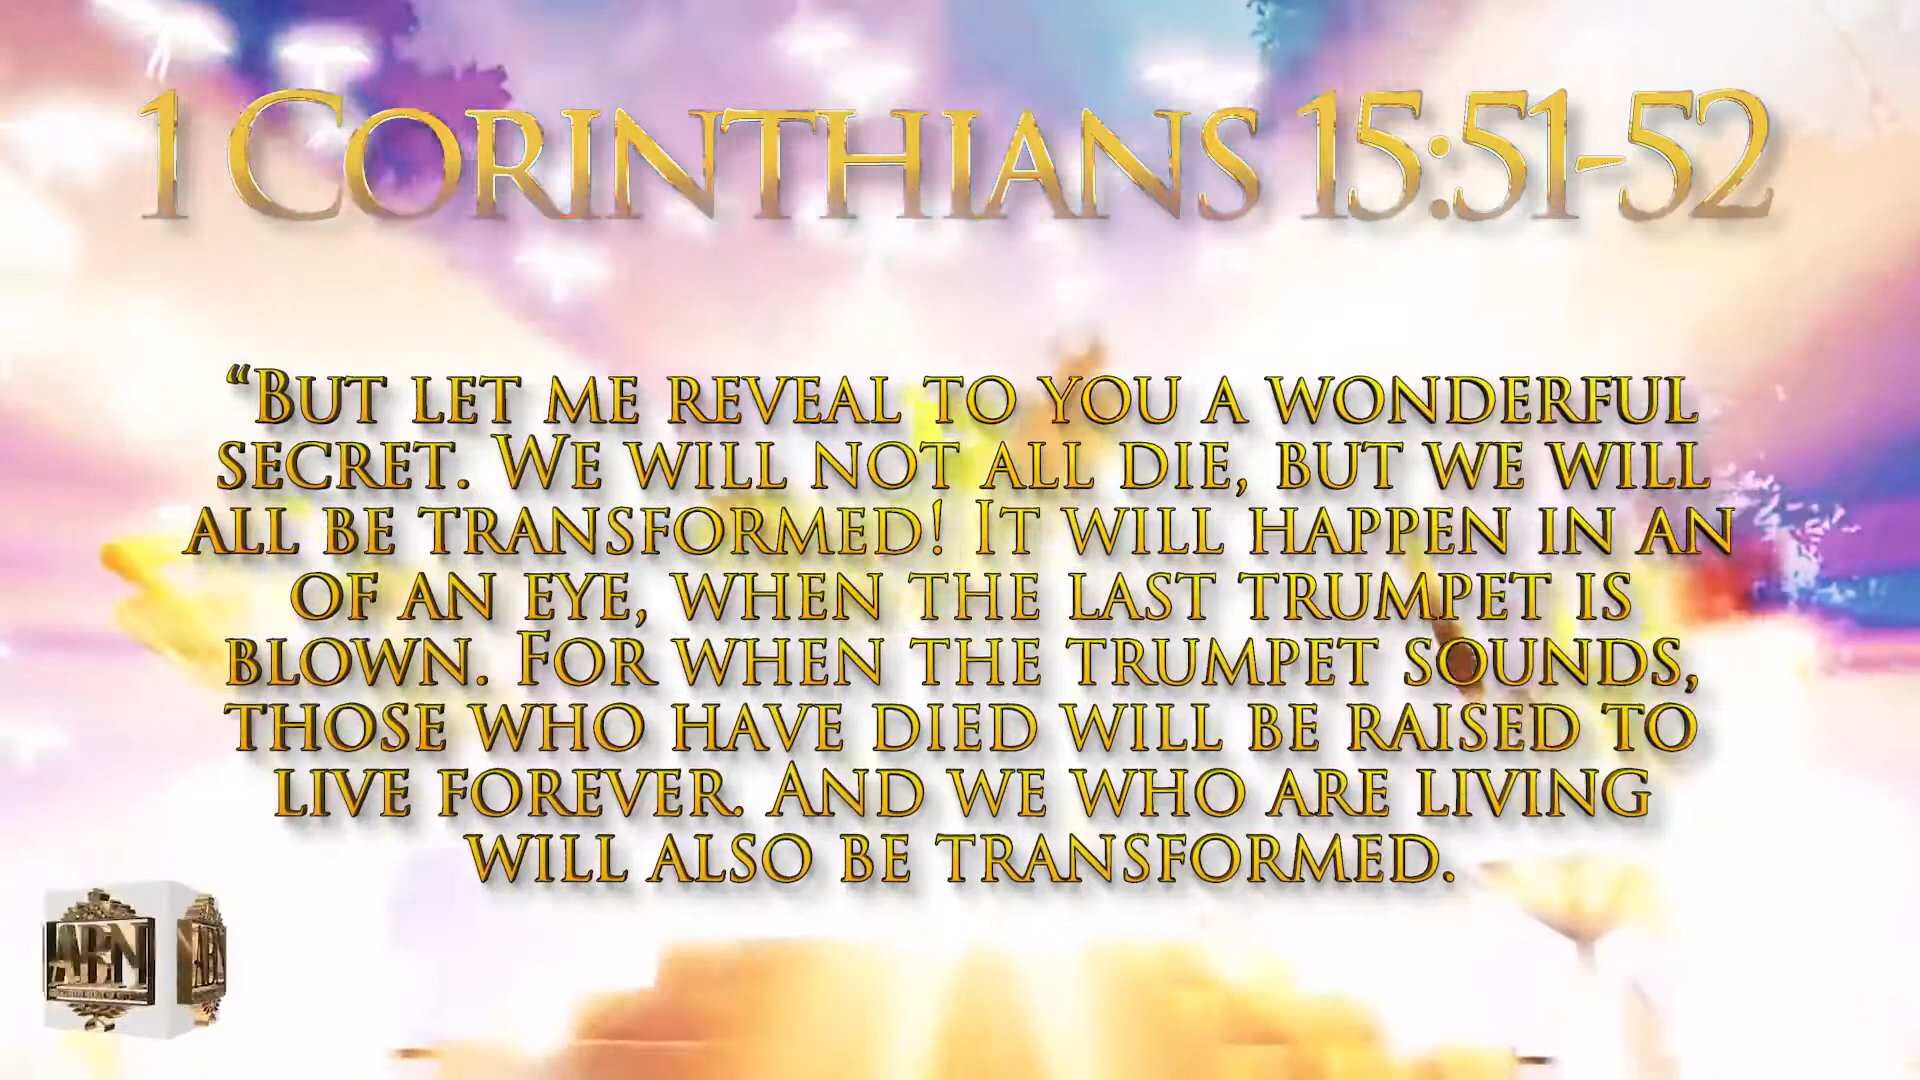 1 Corinthians 15:51-52
“But let me reveal to you a wonderful
secret. We will not all die, but we will
all be transformed! It will happen in an
of an eye, when the last trumpet is
blown. For when the trumpet sounds,
those who have died will be raised to
live forever. And we who are living
will also be transformed.
ABN
ABN